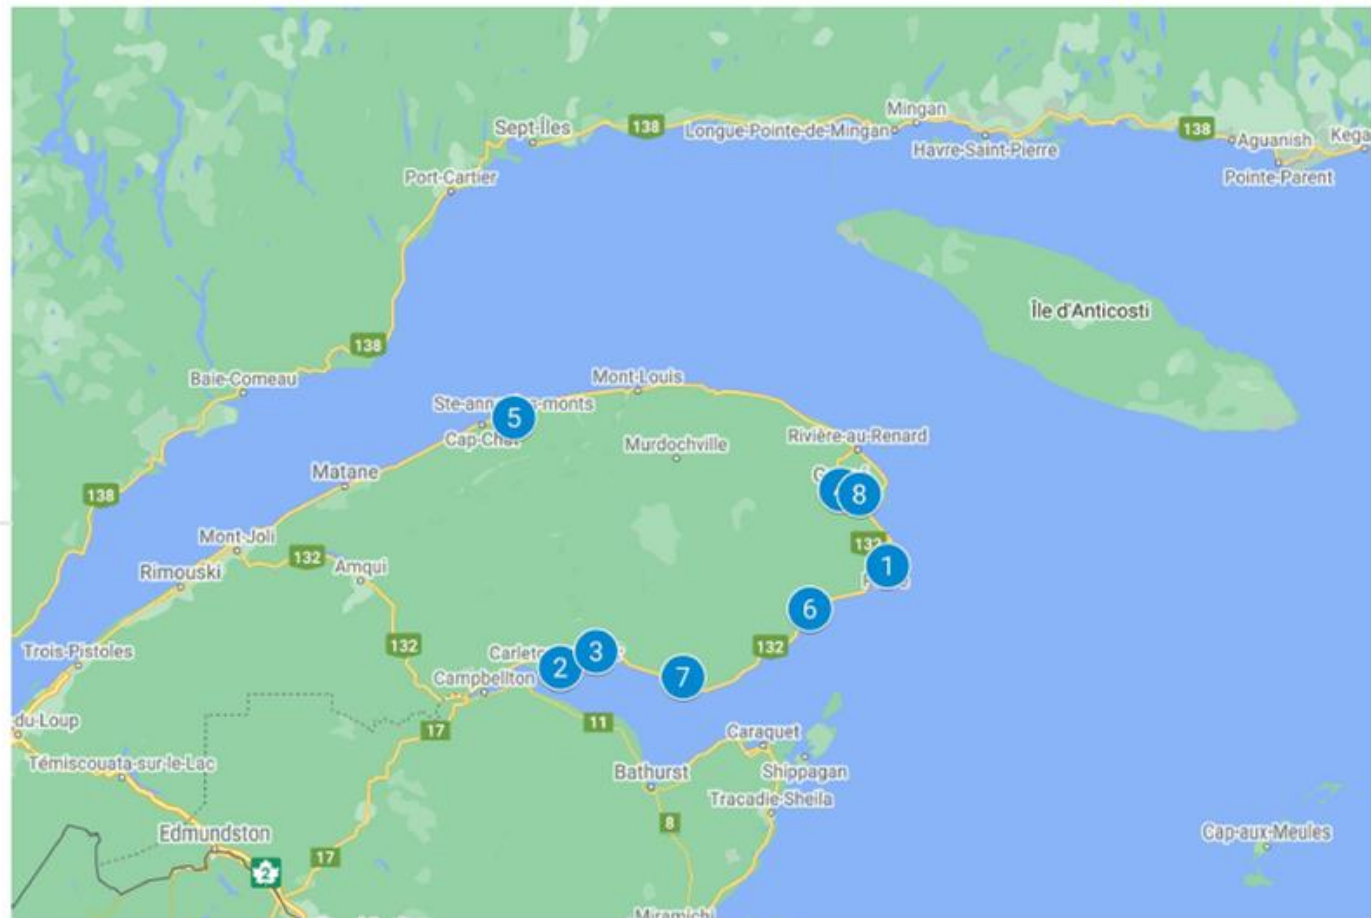 Mingan
Sept-Îles
138
Longue-Pointe-de-Mingan
138
Aguanish
Havre-Saint-Pierre
Port-Cartier
Pointe-Parent
Île d'Anticosti
138
Baie-Comeau
Mont-Louis
5
Rivière-au-Renard
Murdochville
Matane
8
138
Mont-Joli
132
132
Amqui
1
Rimouski
6
132
132
Trois-Pistoles
3
2
7
Campbellton
du-Loup
17
11
Caraquet
Témiscouata-sur-le-Lac
Bathurst
Shippagan
Tracadie-Sheila
8
Edmundston
Cap-aux-Meules
17
2